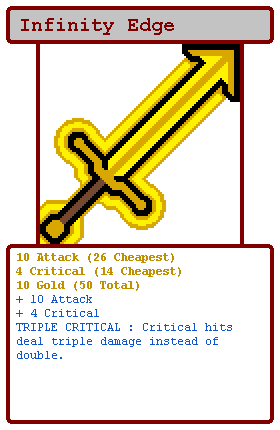 Infinity Edge
10 Attack (26 Cheapest)
4 Critical (14 Cheapest)
10 Gold (50 Total)
+ 10 Attack
+ 4 Critical
TRIPLE CRITICAL : Critical hits
deal triple damage instead of
double.